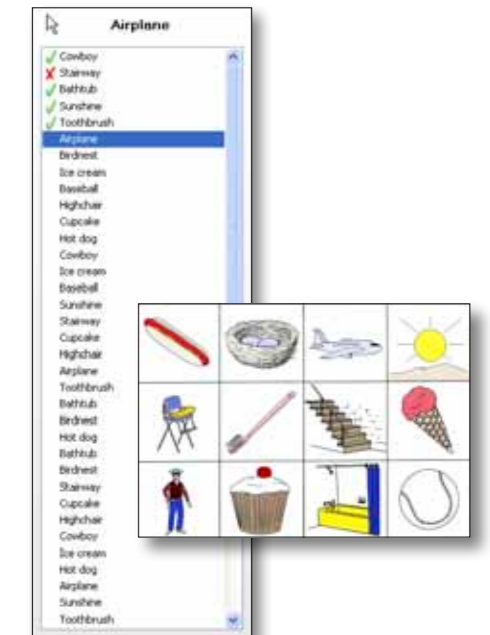 Airplane
Cowboy
Stairway
Bathtub
Sunshine
Toothbrush
Airplane
Birdnest
Ice cream
Baseball
Highchair
Cupcake
Hot dog
Cowboy
Ice cream
Baseball
Sunshine
Stairway
Cupcake
Highchair
Airplane
Toothbrush
Bathtub
Birdnest
Hot dog
Bathtub
Birdnest
Stairway
Cupcake
Highchair
Cowboy
Ice cream
Hot dog
Airplane
Sunshine
Toothbrush